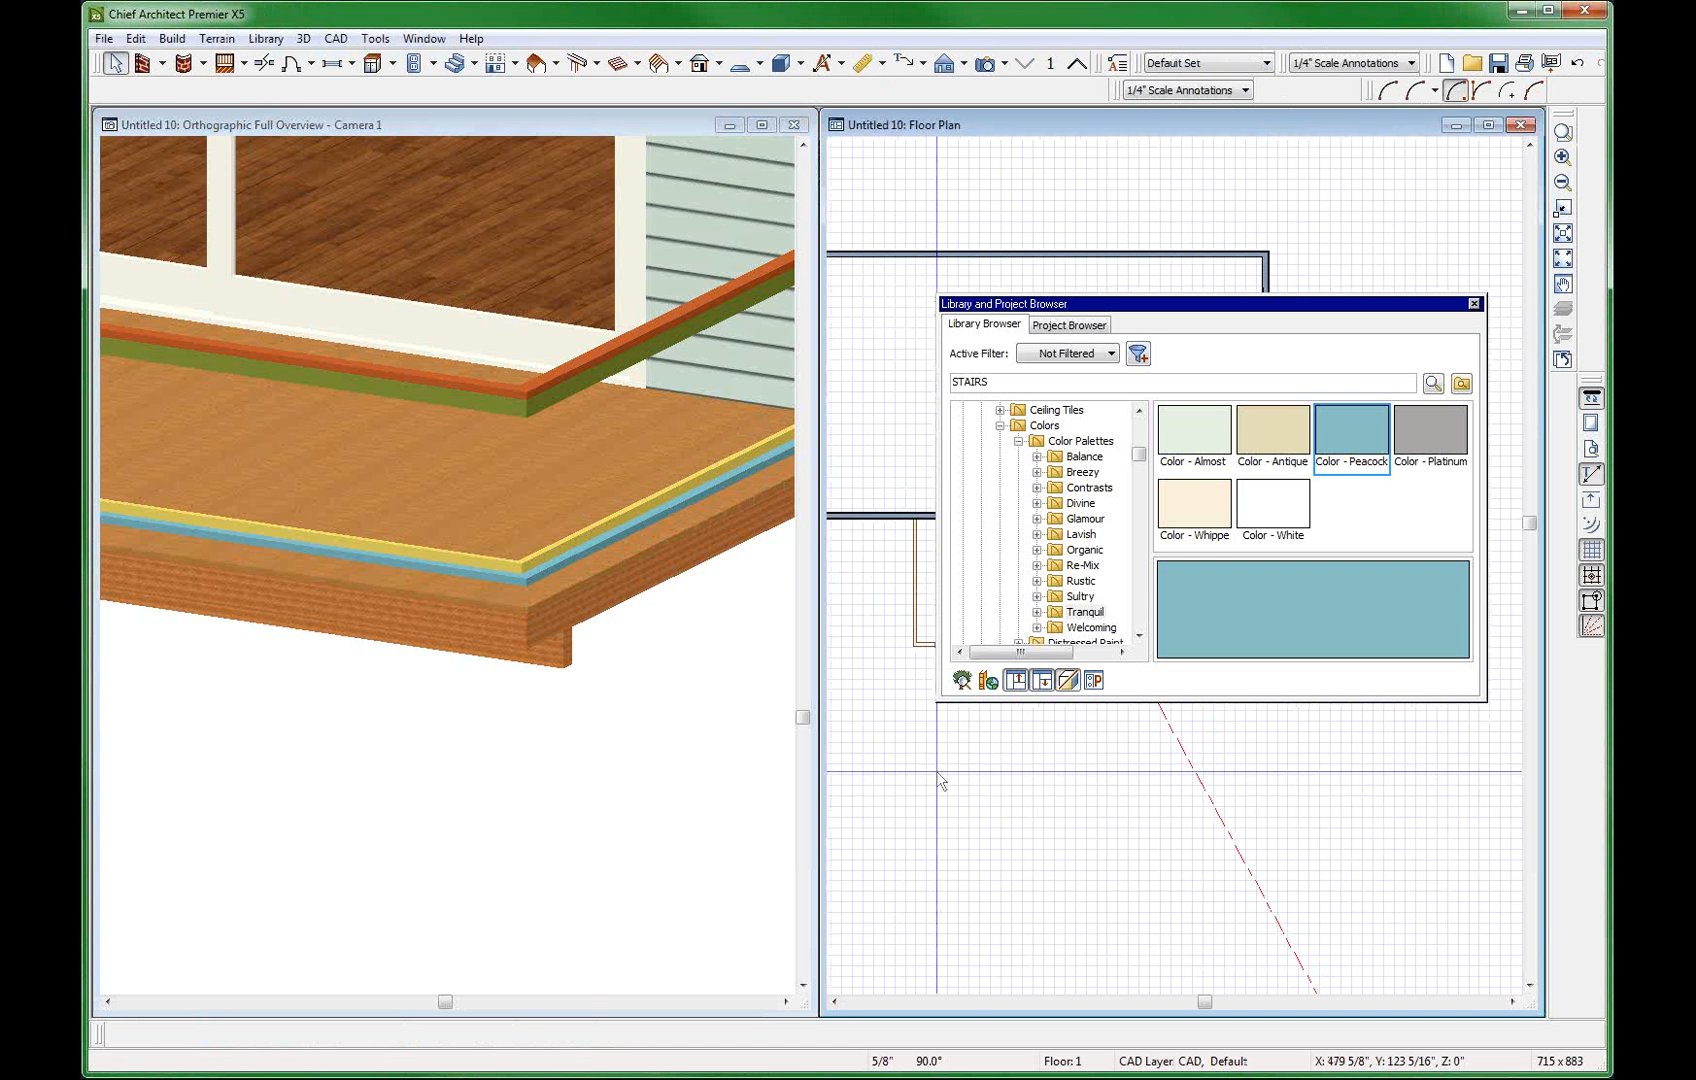 Chief Architect Premier X5
File Edit Build Terrain Library 3D CAD Tools Window Help
1 Default Set 1/4" Scale Annotations
1/4" Scale Annotations
Untitled 10: Orthographic Full Overview - Camera 1
Untitled 10: Floor Plan
Library and Project Browser
Library Browser Project Browser
Active Filter: Not Filtered
STAIRS
Ceiling Tiles
Colors
Color Palettes
Balance
Breezy
Contrasts
Divine
Glamour
Lavish
Organic
Re-Mix
Rustic
Sultry
Tranquil
Welcoming
Distressed Paint
Color - Almost Color - Antique Color - Peacock Color - Platinum
Color - Whippe Color - White
5/8" 90.0° Floor: 1 CAD Layer: CAD, Default X: 479 5/8", Y: 123 5/16", Z: 0" 715 x 883